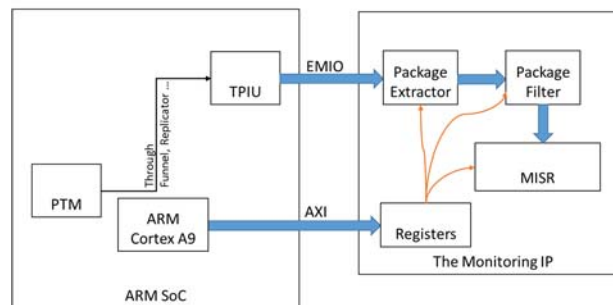 EMIO
TPIU
Package
Extractor
Package
Filter
Through
Funnel, Replicator ...
PTM
MISR
ARM
Cortex A9
AXI
Registers
The Monitoring IP
ARM SoC